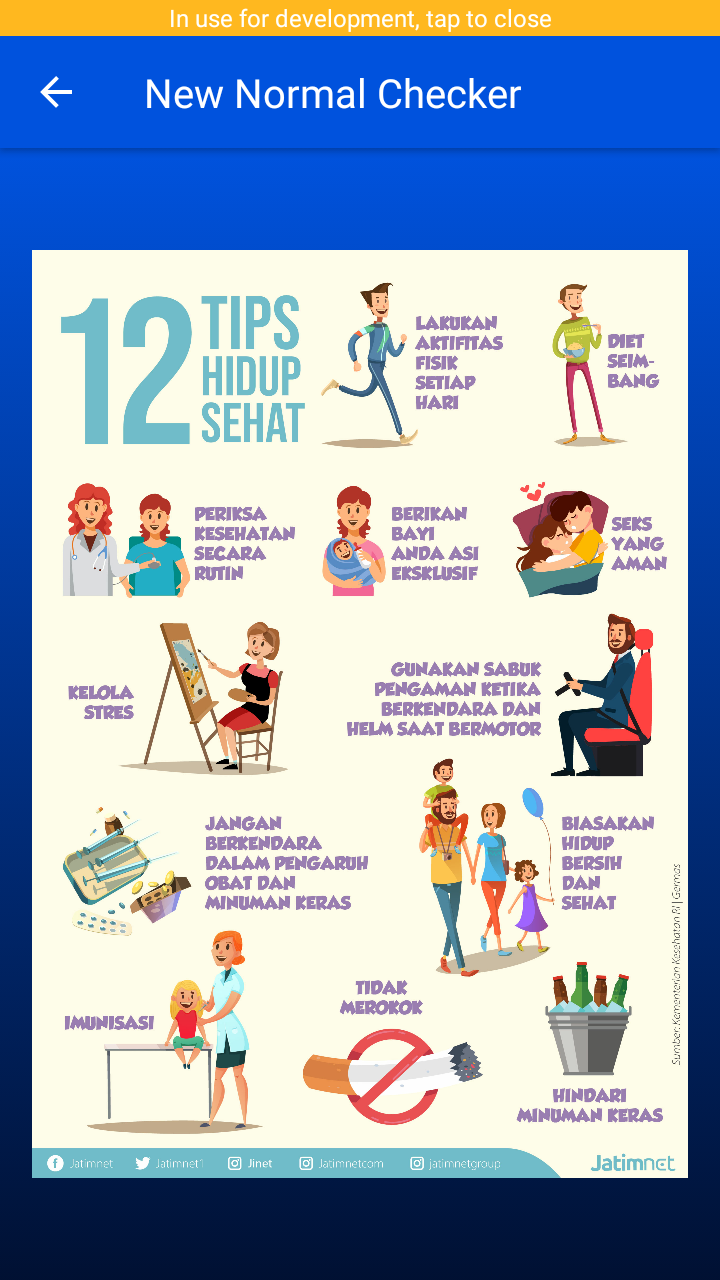 In use for development, tap to close
New Normal Checker
12 TIPS
HIDUP
SEHAT
LAKUKAN
AKTIFITAS
FISIK
SETIAP
HARI
DIET
SEIM-
BANG
PERIKSA
KESEHATAN
SECARA
RUTIN
BERIKAN
BAYI
ANDA ASI
EKSKLUSIF
SEKS
YANG
AMAN
KELOLA
STRES
GUNAKAN SABUK
PENGAMAN KETIKA
BERKENDARA DAN
HELM SAAT BERMOTOR
JANGAN
BERKENDARA
DALAM PENGARUH
OBAT DAN
MINUMAN KERAS
BIASAKAN
HIDUP
BERSIH
DAN
SEHAT
IMUNISASI
TIDAK
MEROKOK
HINDARI
MINUMAN KERAS
Sumber: Kementerian Kesehatan RI | Germas
Jatimnet
Jatimnet1
Jinet
Jatimnetcom
jatimnetgroup
Jatimnet